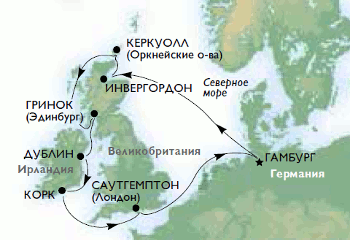 КЕРКУОЛЛ
(Оркнейские о-ва)
ИНВЕРГОРДОН
Северное
море
ГРИНОК
(Эдинбург)
ДУБЛИН
Великобритания
Ирландия
ГАМБУРГ
Германия
КОРК
САУТГЕМПТОН
(Лондон)